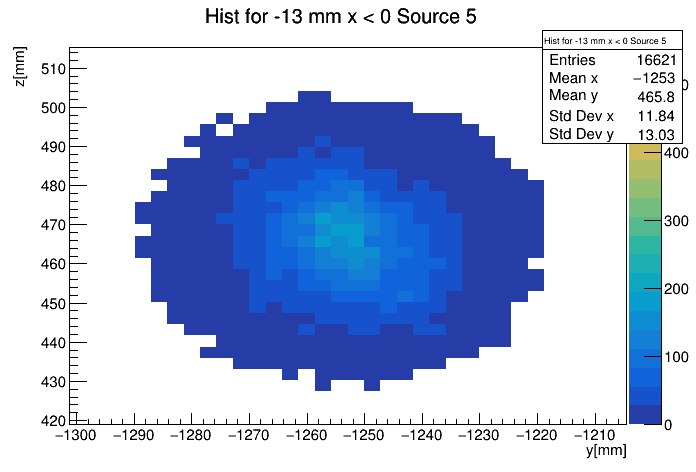 Hist for -13 mm x < 0 Source 5
z[mm]
Hist for -13 mm x < 0 Source 5
Entries 16621
Mean x −1253
Mean y 465.8
Std Dev x 11.84
Std Dev y 13.03
510
500
490
480
470
460
450
440
430
420
0
400
300
200
100
0
−1300 −1290 −1280 −1270 −1260 −1250 −1240 −1230 −1220 −1210
y[mm]